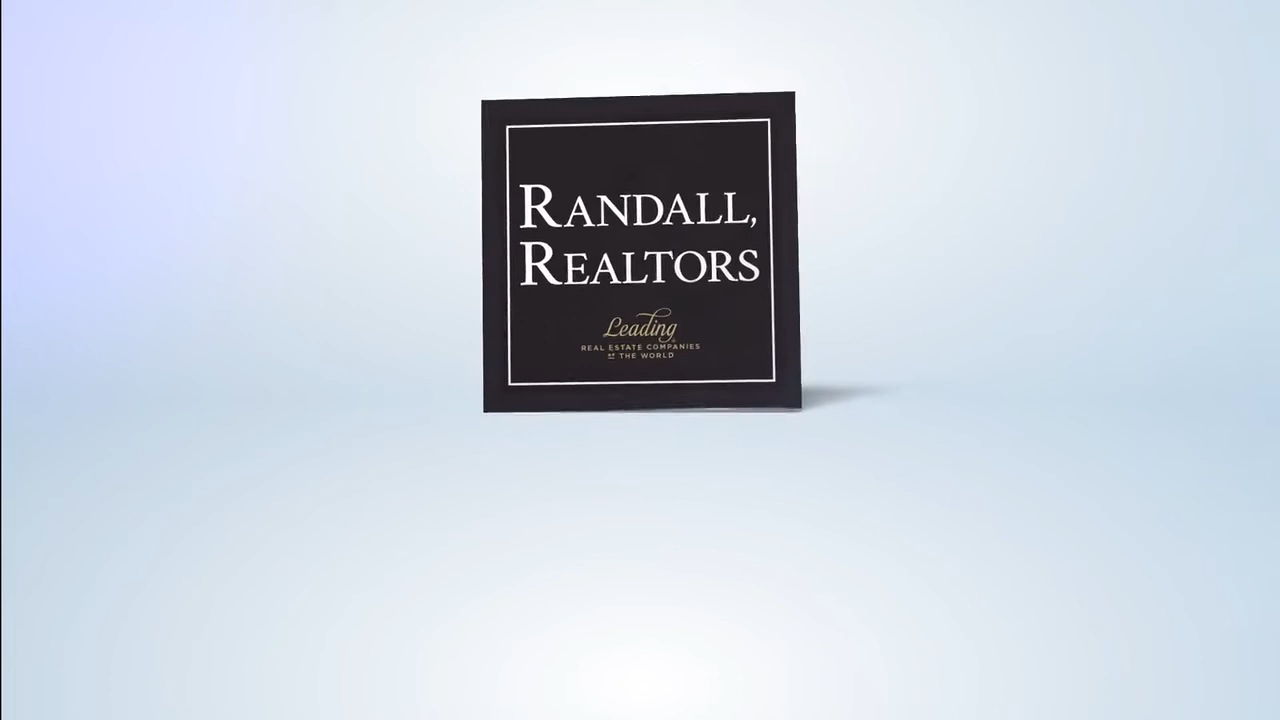 RANDALL,
REALTORS
Leading
REAL ESTATE COMPANIES
OF THE WORLD